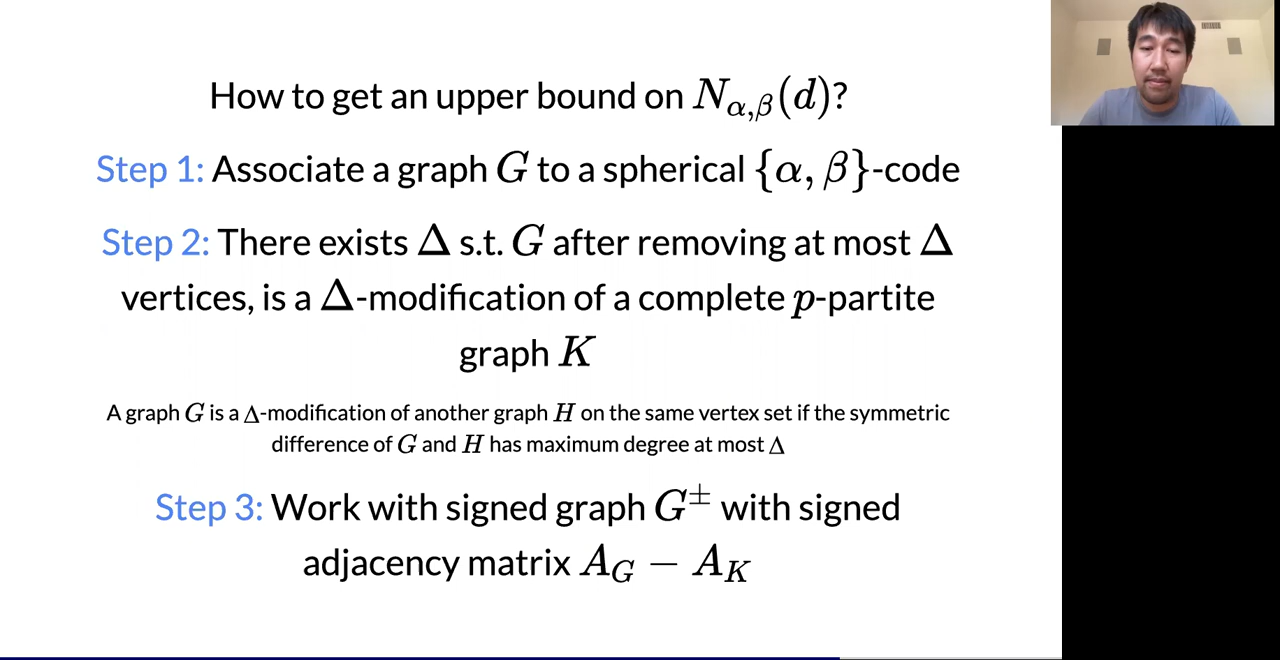 How to get an upper bound on $N_{\alpha,\beta}(d)$?
Step 1: Associate a graph $G$ to a spherical $\{\alpha, \beta\}$-code
Step 2: There exists $\Delta$ s.t. $G$ after removing at most $\Delta$
vertices, is a $\Delta$-modification of a complete $p$-partite
graph $K$
A graph $G$ is a $\Delta$-modification of another graph $H$ on the same vertex set if the symmetric
difference of $G$ and $H$ has maximum degree at most $\Delta$
Step 3: Work with signed graph $G^{\pm}$ with signed
adjacency matrix $A_G - A_K$